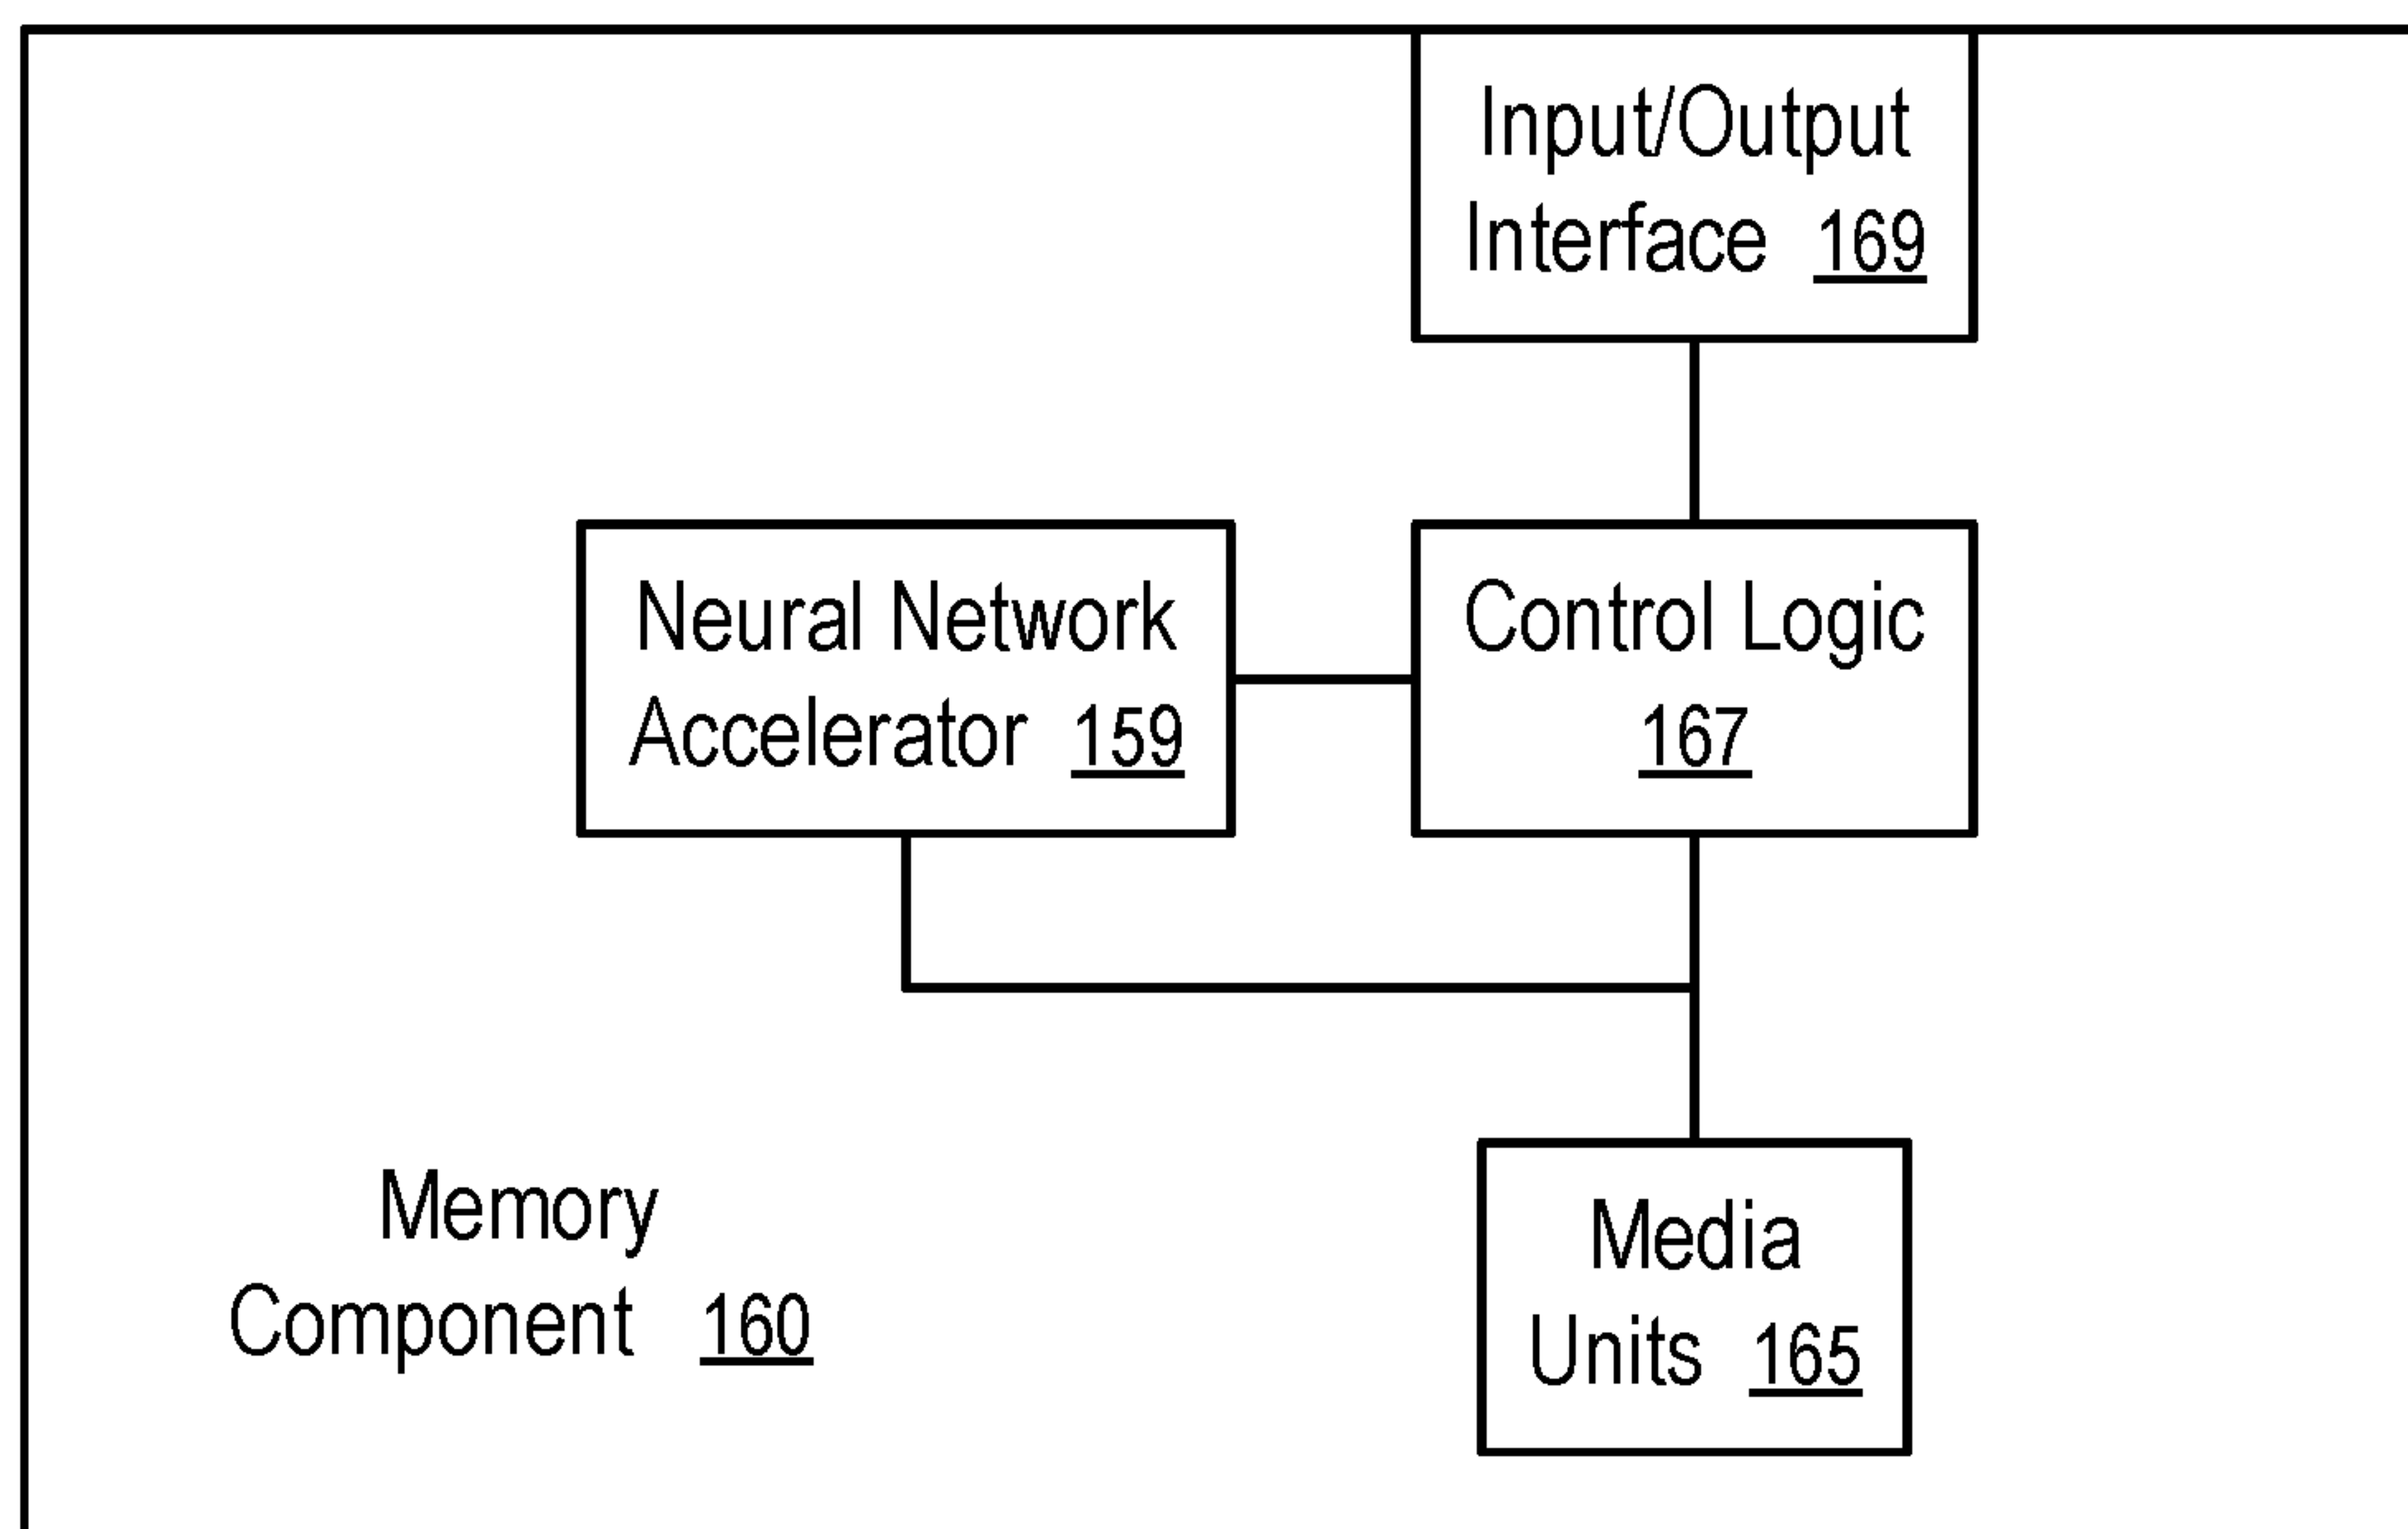 Input/Output
Interface 169
Neural Network
Accelerator 159
Control Logic
167
Memory
Component 160
Media
Units 165